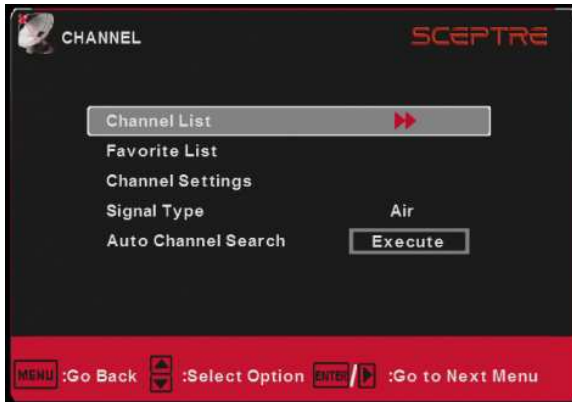 CHANNEL SCEPTRE
Channel List
Favorite List
Channel Settings
Signal Type Air
Auto Channel Search Execute
MENU :Go Back :Select Option ENTER/ :Go to Next Menu